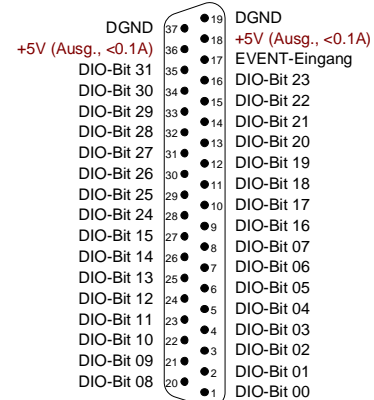 19 DGND
DGND 37
18 +5V (Ausg., <0.1A)
+5V (Ausg., <0.1A) 36
17 EVENT-Eingang
DIO-Bit 31 35
16 DIO-Bit 23
DIO-Bit 30 34
15 DIO-Bit 22
DIO-Bit 29 33
14 DIO-Bit 21
DIO-Bit 28 32
13 DIO-Bit 20
DIO-Bit 27 31
12 DIO-Bit 19
DIO-Bit 26 30
11 DIO-Bit 18
DIO-Bit 25 29
10 DIO-Bit 17
DIO-Bit 24 28
9 DIO-Bit 16
DIO-Bit 15 27
8 DIO-Bit 07
DIO-Bit 14 26
7 DIO-Bit 06
DIO-Bit 13 25
6 DIO-Bit 05
DIO-Bit 12 24
5 DIO-Bit 04
DIO-Bit 11 23
4 DIO-Bit 03
DIO-Bit 10 22
3 DIO-Bit 02
DIO-Bit 09 21
2 DIO-Bit 01
DIO-Bit 08 20
1 DIO-Bit 00